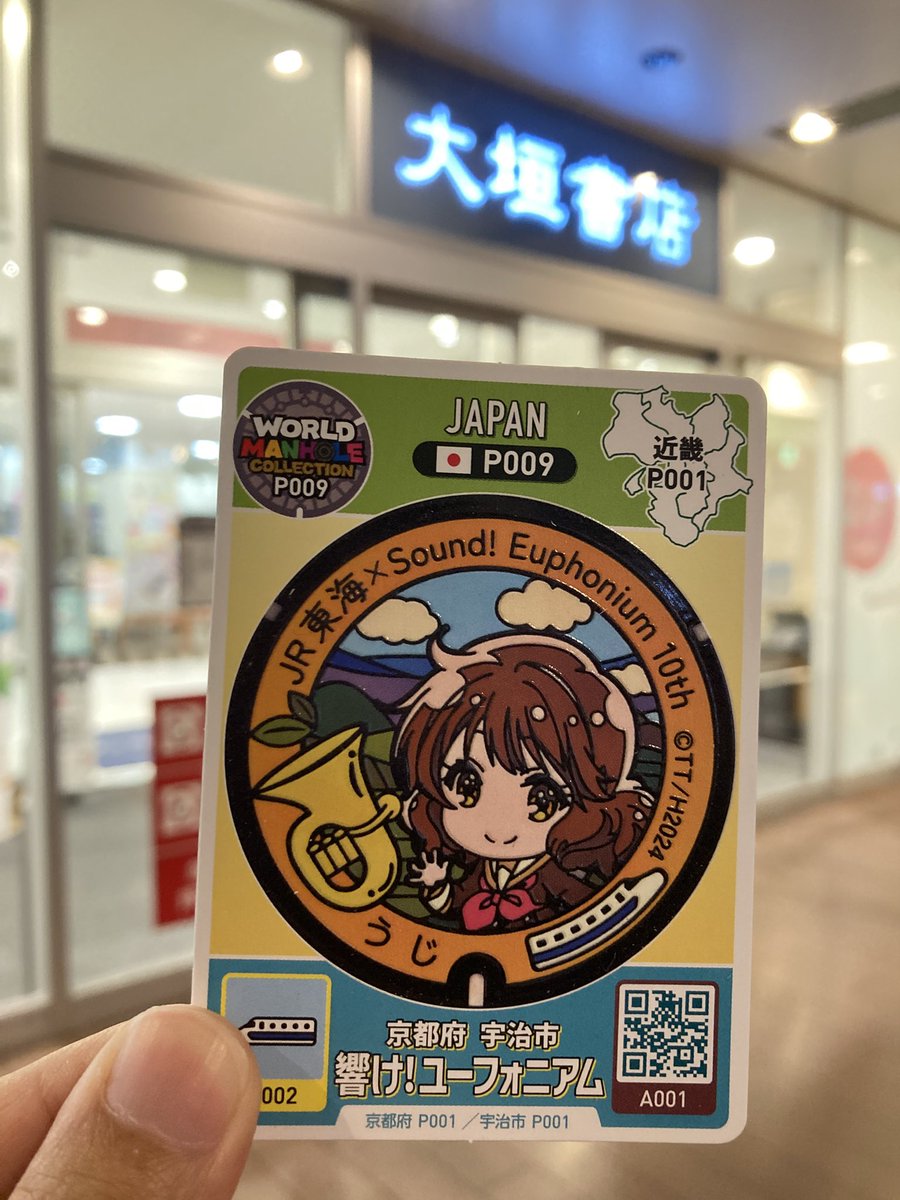 大垣書店
WORLD
MANHOLE
COLLECTION
P009
JAPAN
P009
近畿
P001
JR東海×Sound! Euphonium 10th ©TT/H2024
うじ
002
京都府 宇治市
響け!ユーフォニアム
A001
京都府 P001 /宇治市 P001